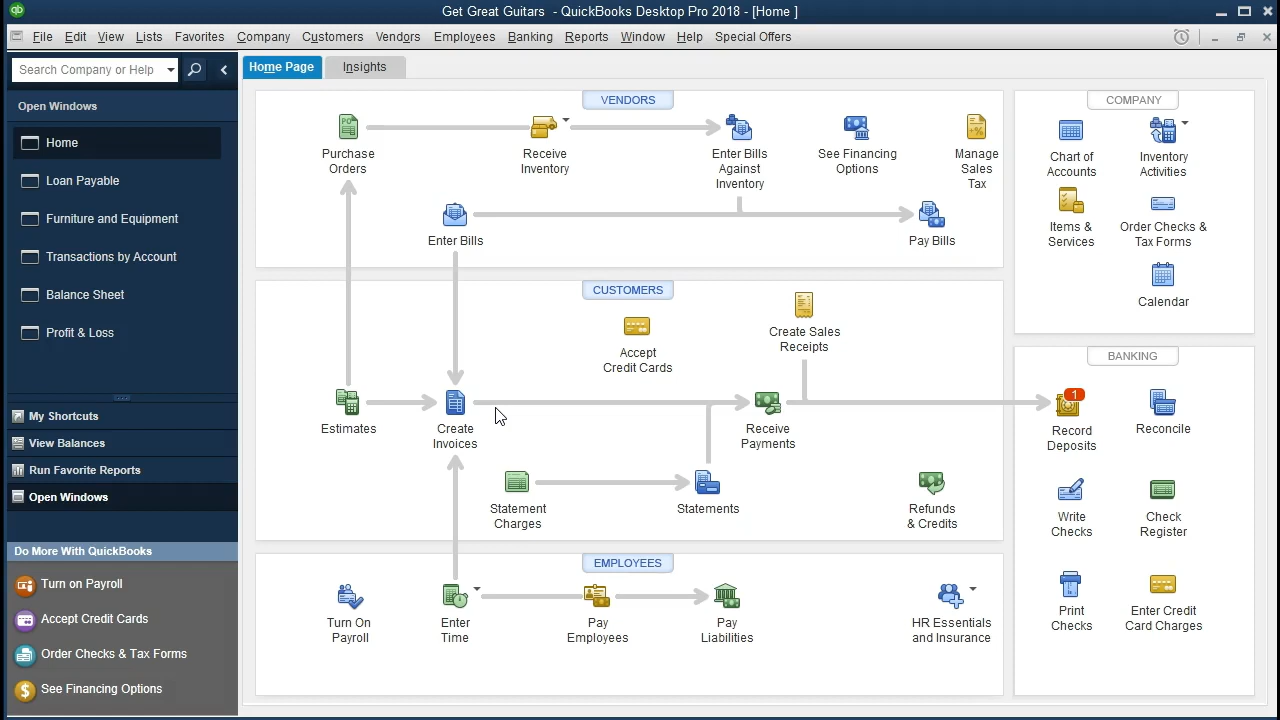 qb
Get Great Guitars - QuickBooks Desktop Pro 2018 - [Home ]
File Edit View Lists Favorites Company Customers Vendors Employees Banking Reports Window Help Special Offers
Search Company or Help
Open Windows
Home
Loan Payable
Furniture and Equipment
Transactions by Account
Balance Sheet
Profit & Loss
My Shortcuts
View Balances
Run Favorite Reports
Open Windows
Do More With QuickBooks
Turn on Payroll
Accept Credit Cards
Order Checks & Tax Forms
$
See Financing Options
Home Page
Insights
VENDORS
PO
Purchase
Orders
Receive
Inventory
Enter Bills
Against
Inventory
See Financing
Options
Manage
Sales
Tax
Enter Bills
Pay Bills
CUSTOMERS
Create Sales
Receipts
Accept
Credit Cards
Estimates
Create
Invoices
Receive
Payments
Statement
Charges
Statements
Refunds
& Credits
EMPLOYEES
Turn On
Payroll
Enter
Time
Pay
Employees
Pay
Liabilities
HR Essentials
and Insurance
COMPANY
Chart of
Accounts
Inventory
Activities
Items &
Services
Order Checks &
Tax Forms
Calendar
BANKING
1
Record
Deposits
Reconcile
Write
Checks
Check
Register
Print
Checks
Enter Credit
Card Charges